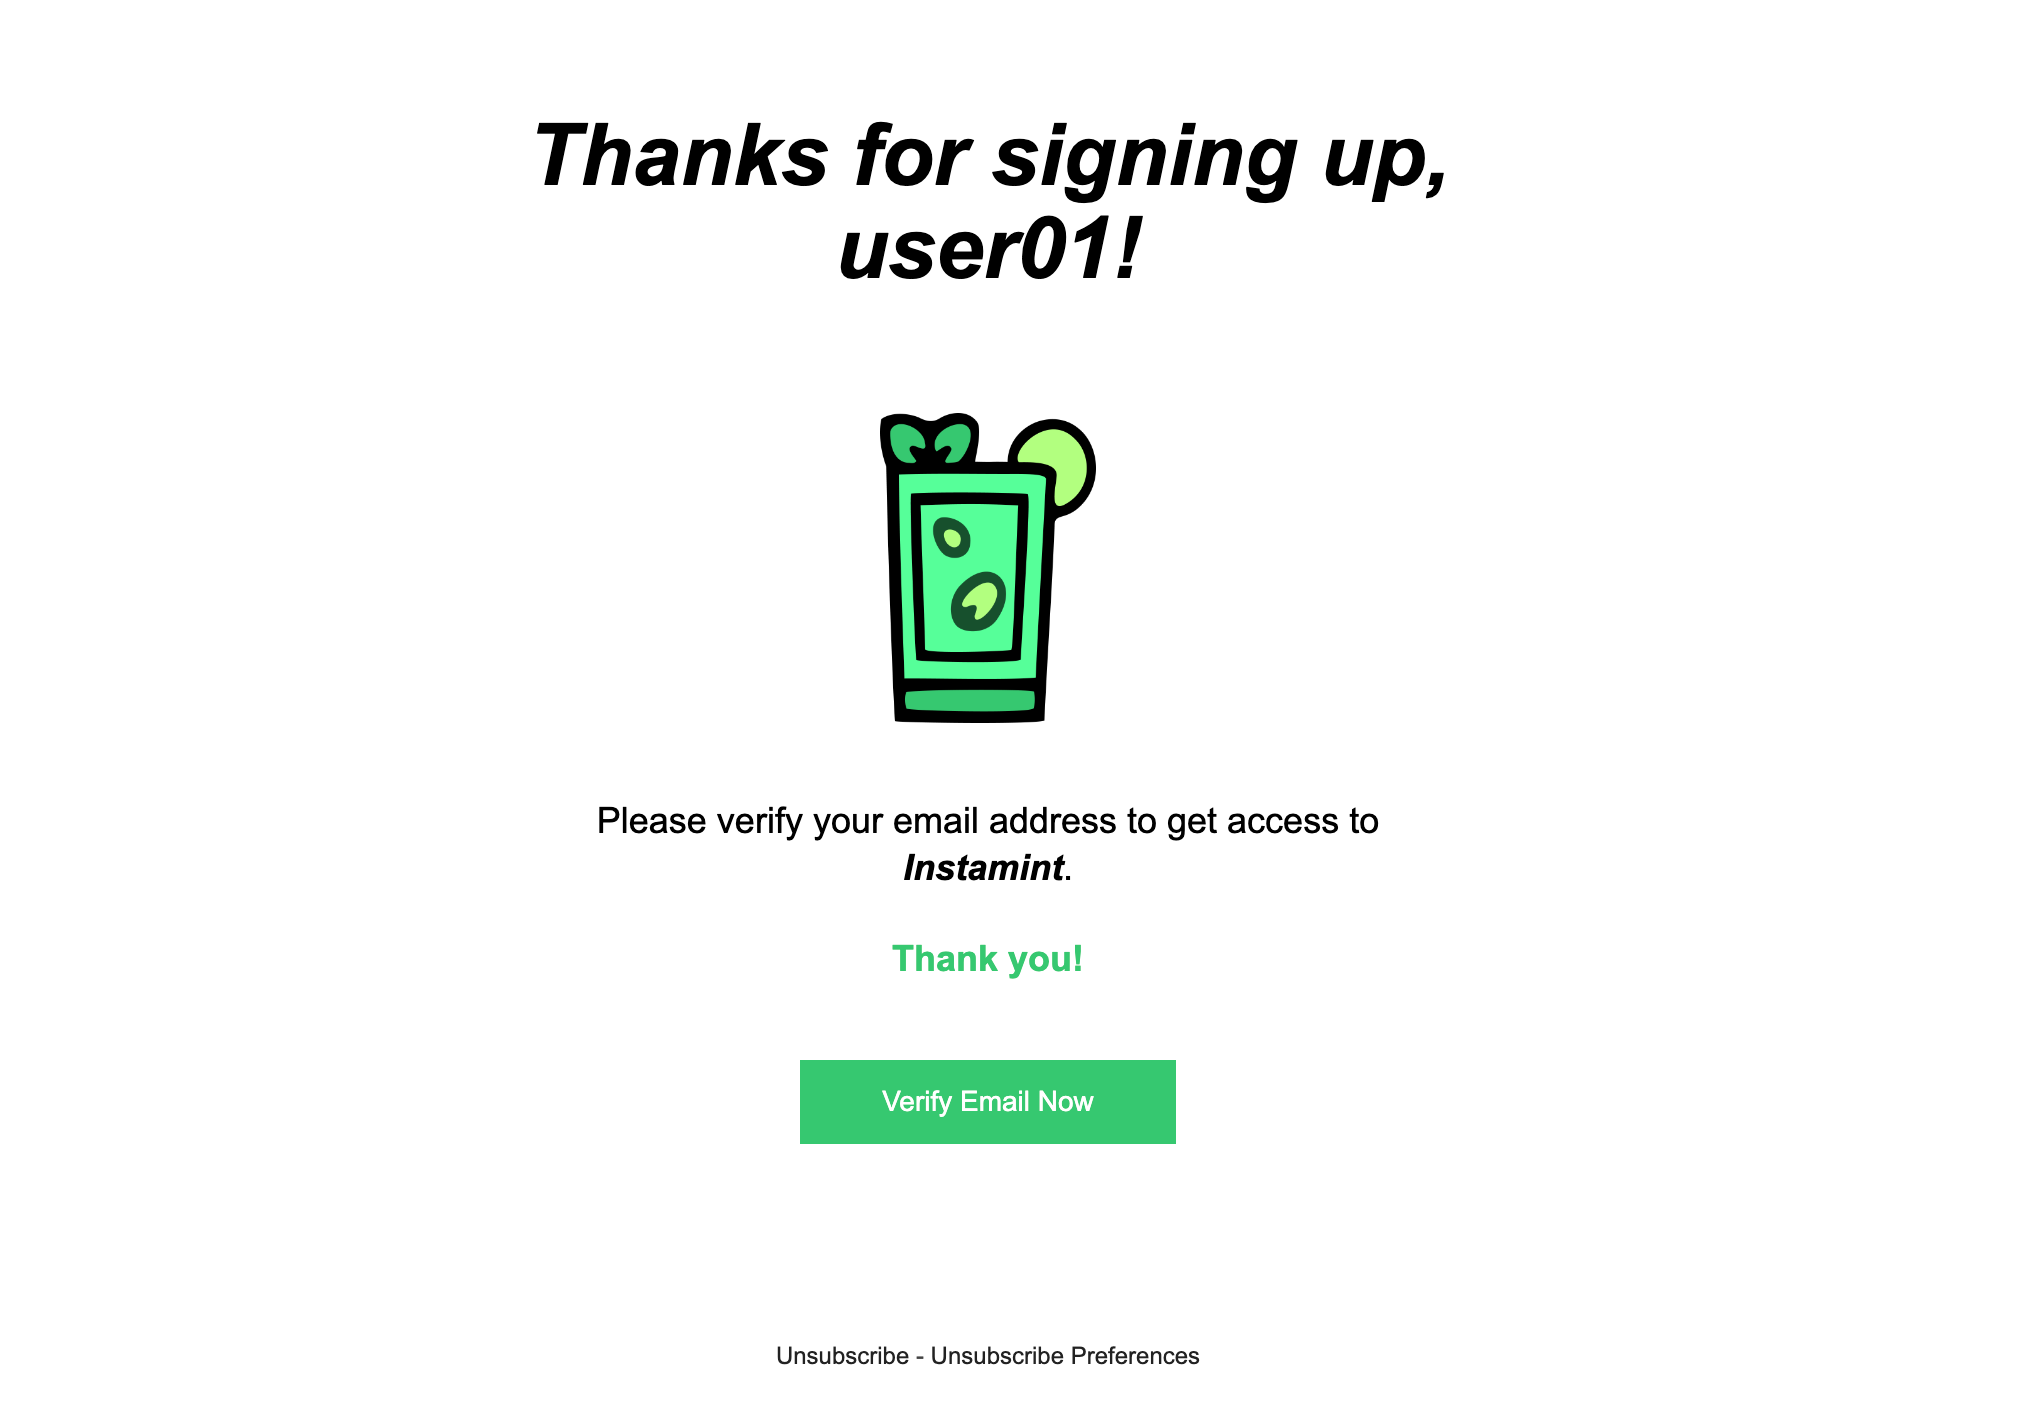 Thanks for signing up,
user01!
Please verify your email address to get access to
Instamint.
Thank you!
Verify Email Now
Unsubscribe - Unsubscribe Preferences